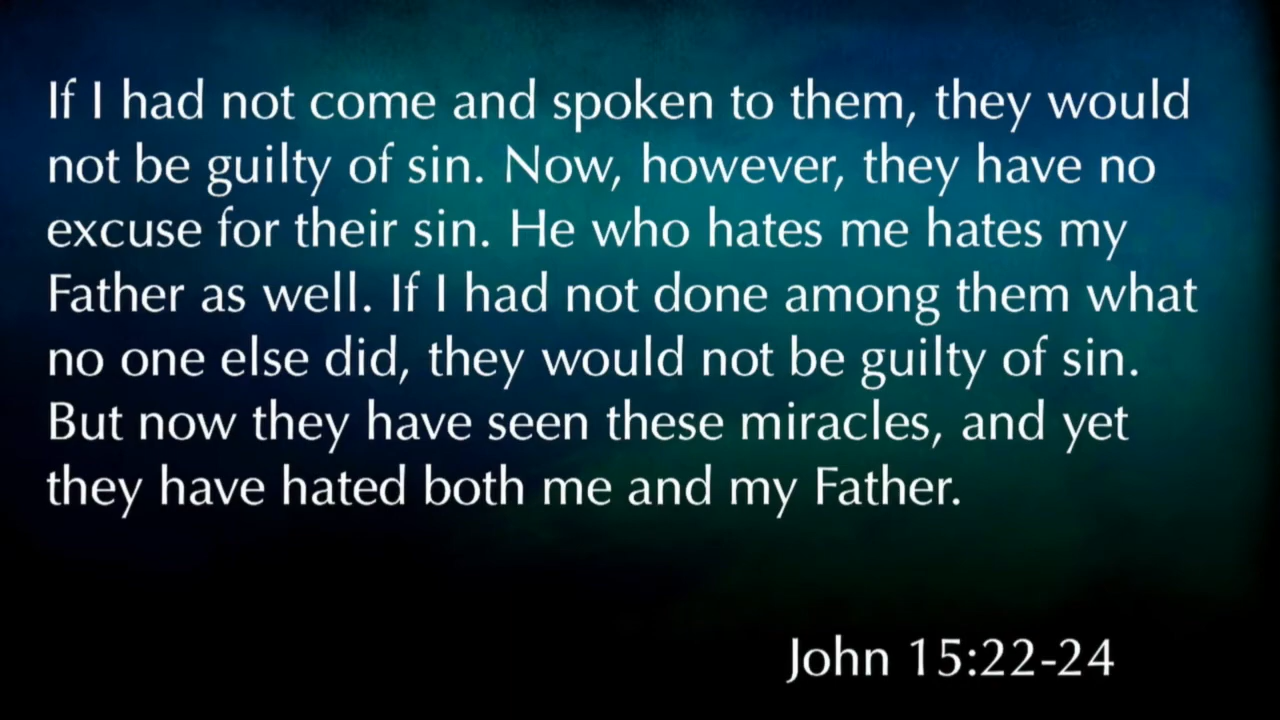 If I had not come and spoken to them, they would
not be guilty of sin. Now, however, they have no
excuse for their sin. He who hates me hates my
Father as well. If I had not done among them what
no one else did, they would not be guilty of sin.
But now they have seen these miracles, and yet
they have hated both me and my Father.
John 15:22-24